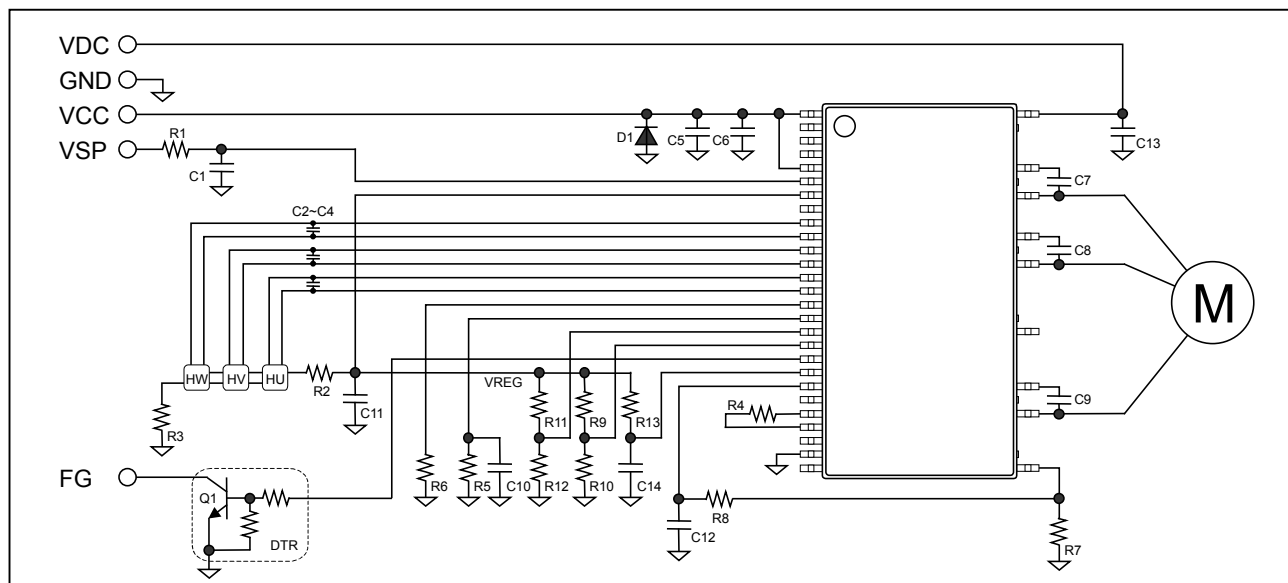 VDC
GND
VCC
VSP
R1
C1
D1
C5
C6
C13
C7
C2~C4
C8
M
HW
HV
HU
R2
VREG
C11
R11
R9
R13
R4
C9
R3
FG
Q1
DTR
R6
R5
C10
R12
R10
C14
C12
R8
R7